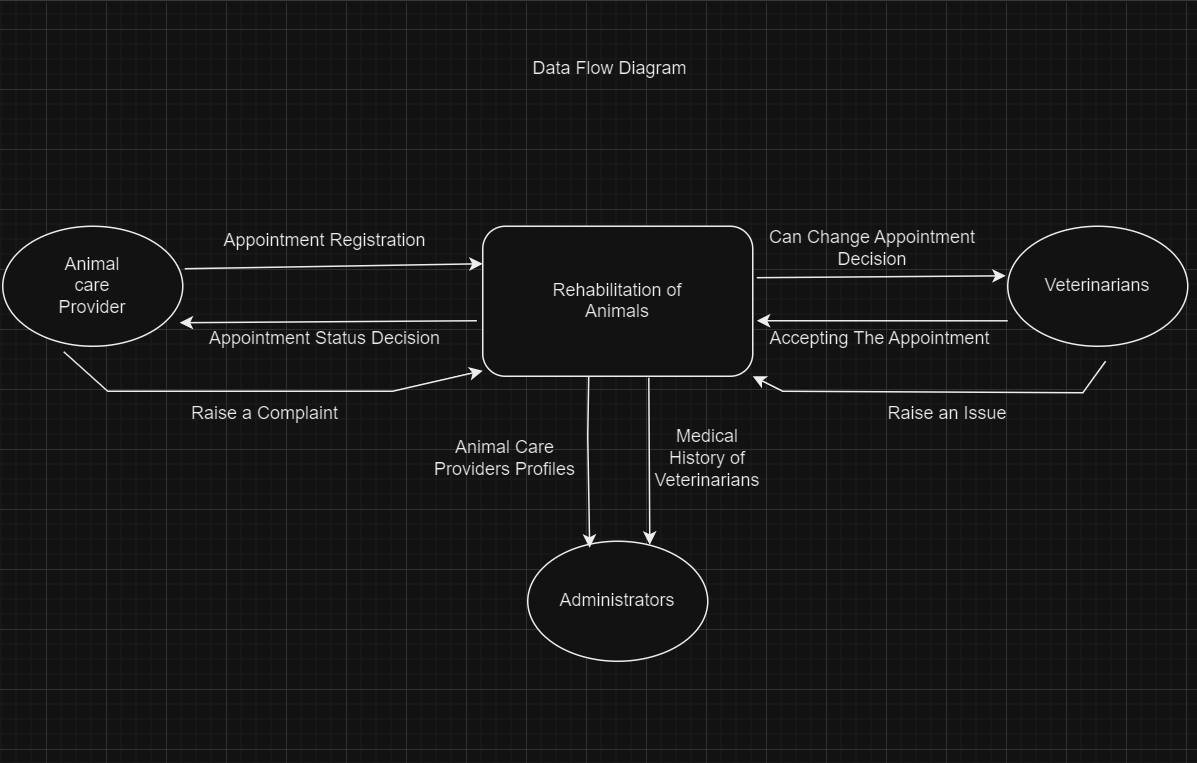 Data Flow Diagram
Animal
care
Provider
Appointment Registration
Appointment Status Decision
Raise a Complaint
Rehabilitation of
Animals
Can Change Appointment
Decision
Accepting The Appointment
Raise an Issue
Veterinarians
Animal Care
Providers Profiles
Medical
History of
Veterinarians
Administrators